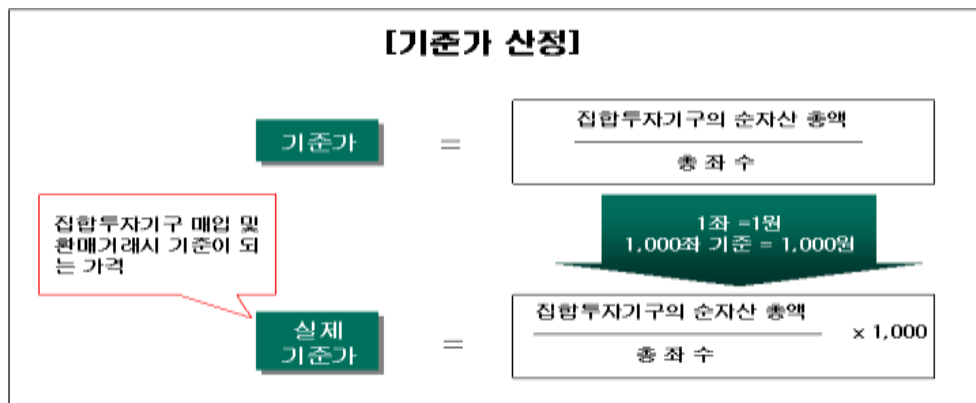 [기준가 산정]
기준가
=
집합투자기구의 순자산 총액
총 좌 수
집합투자기구 매입 및
환매거래시 기준이 되
는 가격
1좌 =1원
1,000좌 기준 = 1,000원
실제
기준가
=
집합투자기구의 순자산 총액
총 좌 수
× 1,000